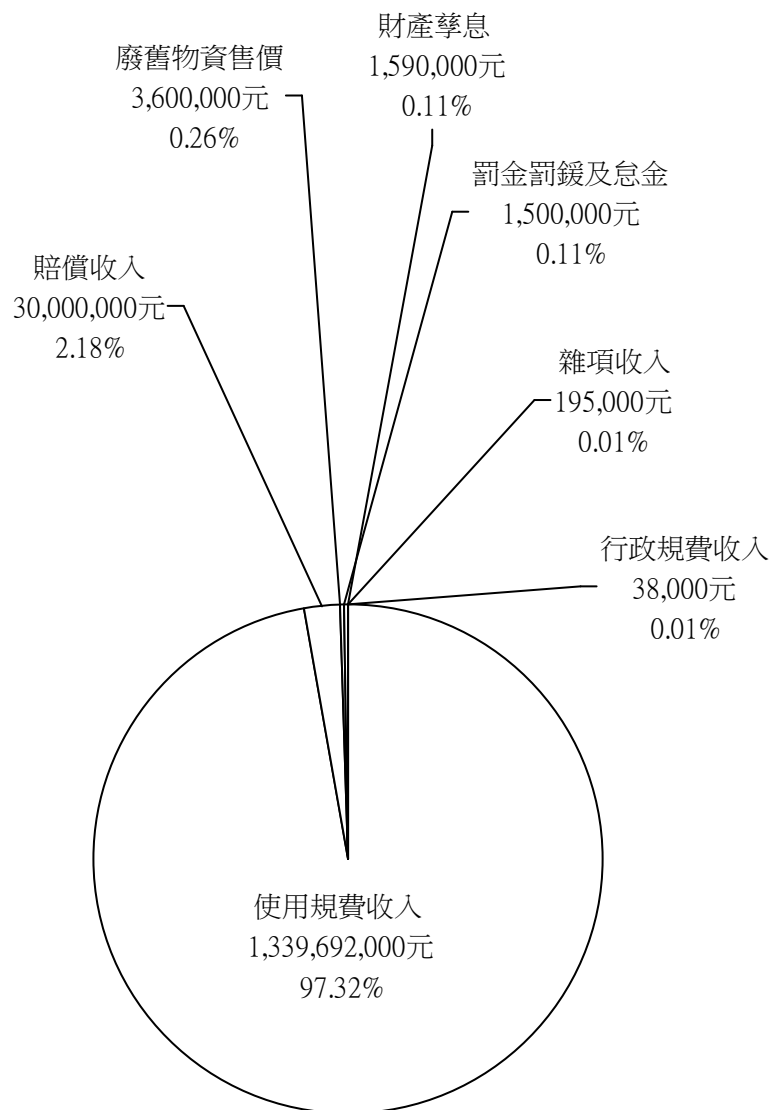 財產孳息
1,590,000元
0.11%
廢舊物資售價
3,600,000元
0.26%
罰金罰鍰及怠金
1,500,000元
0.11%
賠償收入
30,000,000元
2.18%
雜項收入
195,000元
0.01%
行政規費收入
38,000元
0.01%
使用規費收入
1,339,692,000元
97.32%